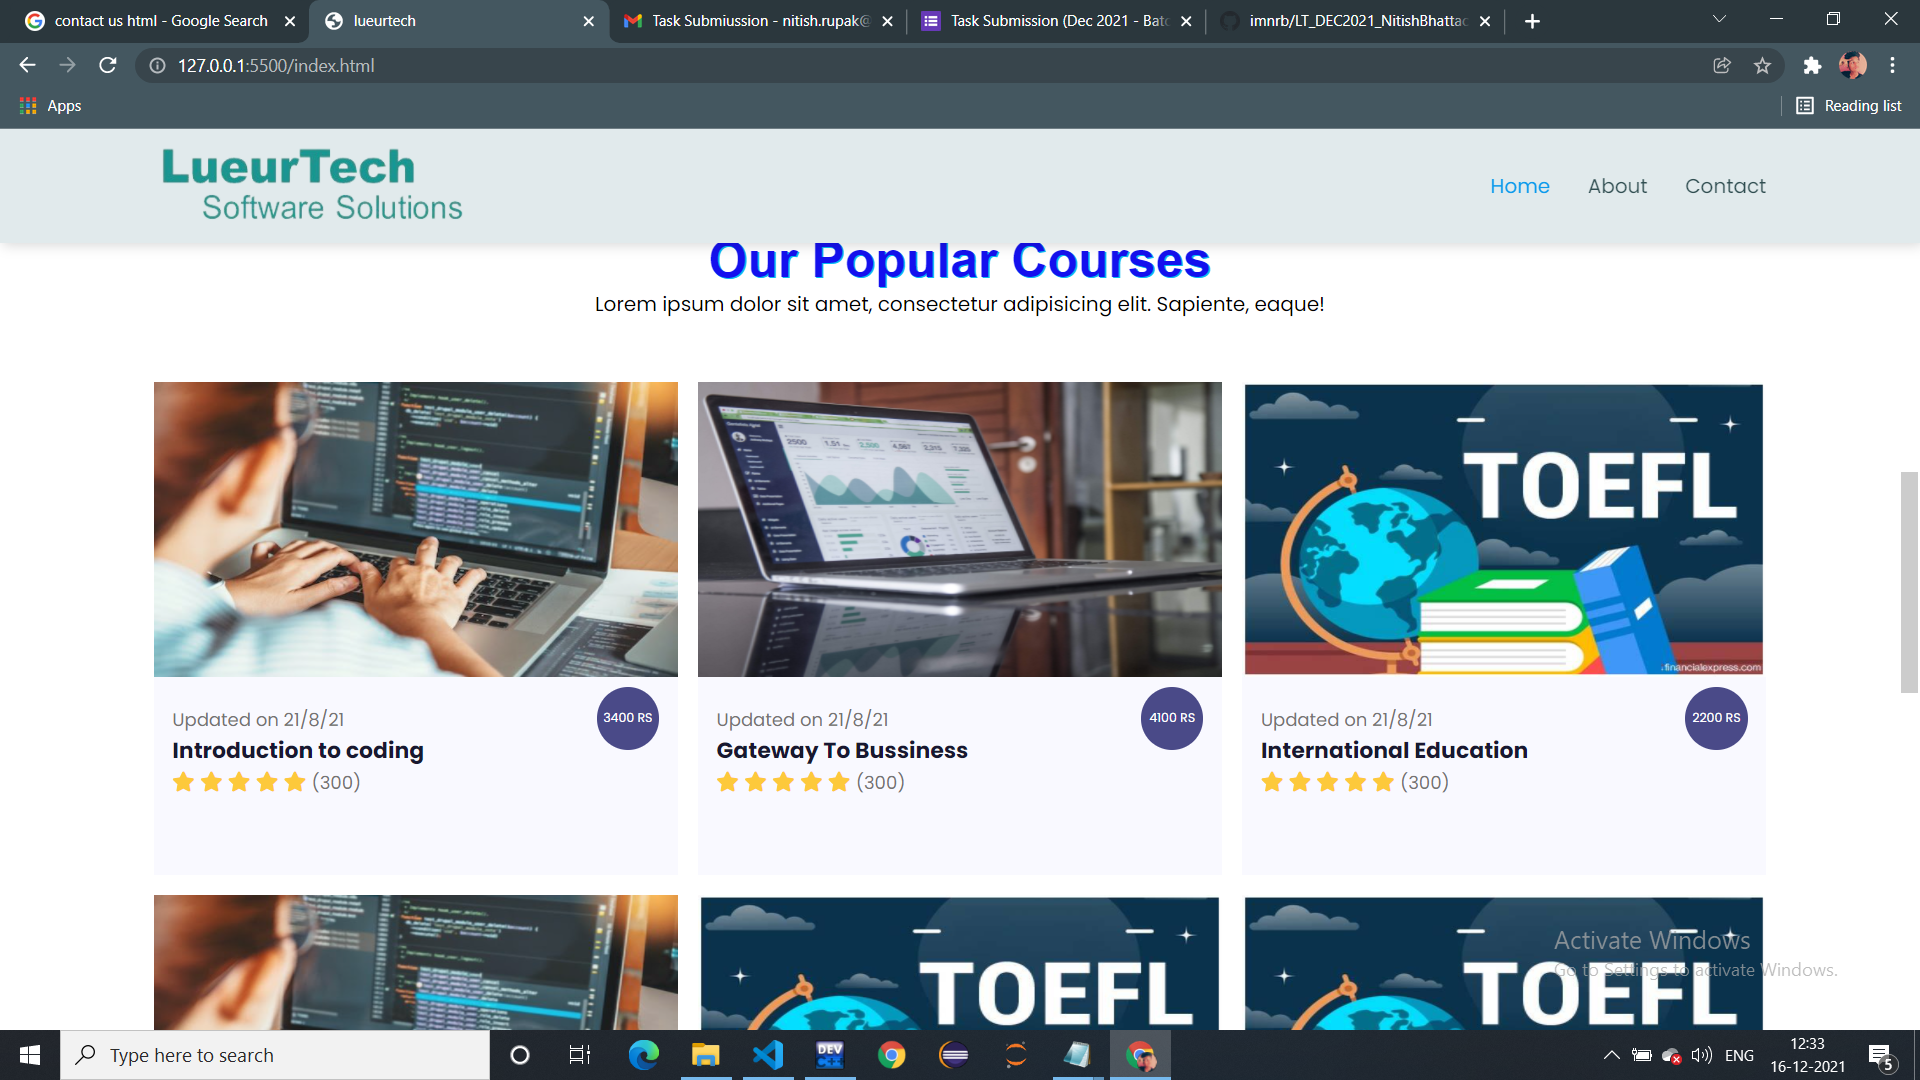 contact us html - Google Search
lueurtech
Task Submiussion - nitish.rupak@
Task Submission (Dec 2021 - Batc
imnrb/LT_DEC2021_NitishBhattac
127.0.0.1:5500/index.html
Apps
Reading list
LueurTech
Software Solutions
Home
About
Contact
Our Popular Courses
Lorem ipsum dolor sit amet, consectetur adipisicing elit. Sapiente, eaque!
TOEFL
financialexpress.com
Updated on 21/8/21
3400 RS
Introduction to coding
(300)
Updated on 21/8/21
4100 RS
Gateway To Bussiness
(300)
Updated on 21/8/21
2200 RS
International Education
(300)
TOEFL
TOEFL
Activate Windows
Go to Settings to activate Windows.
Type here to search
DEV
C++
ENG
12:33
16-12-2021
5